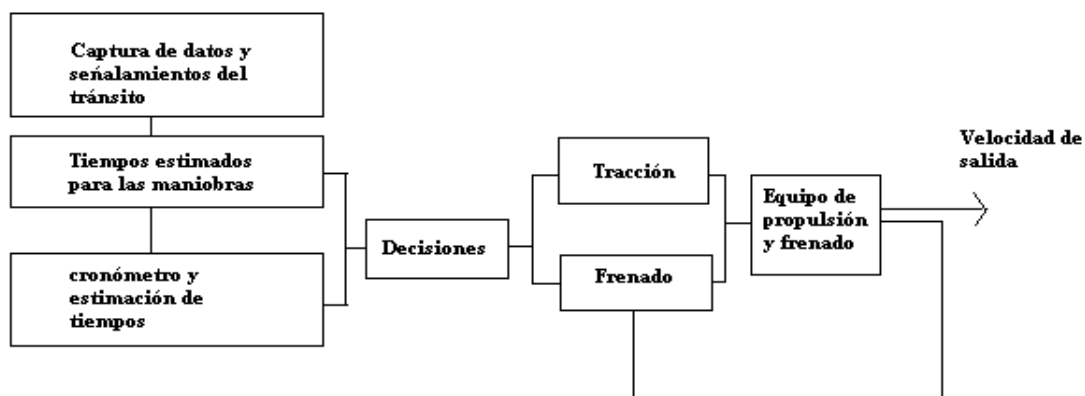 Captura de datos y
señalamientos del
tránsito
Tiempos estimados
para las maniobras
cronómetro y
estimación de
tiempos
Decisiones
Tracción
Frenado
Equipo de
propulsión
y frenado
Velocidad de
salida